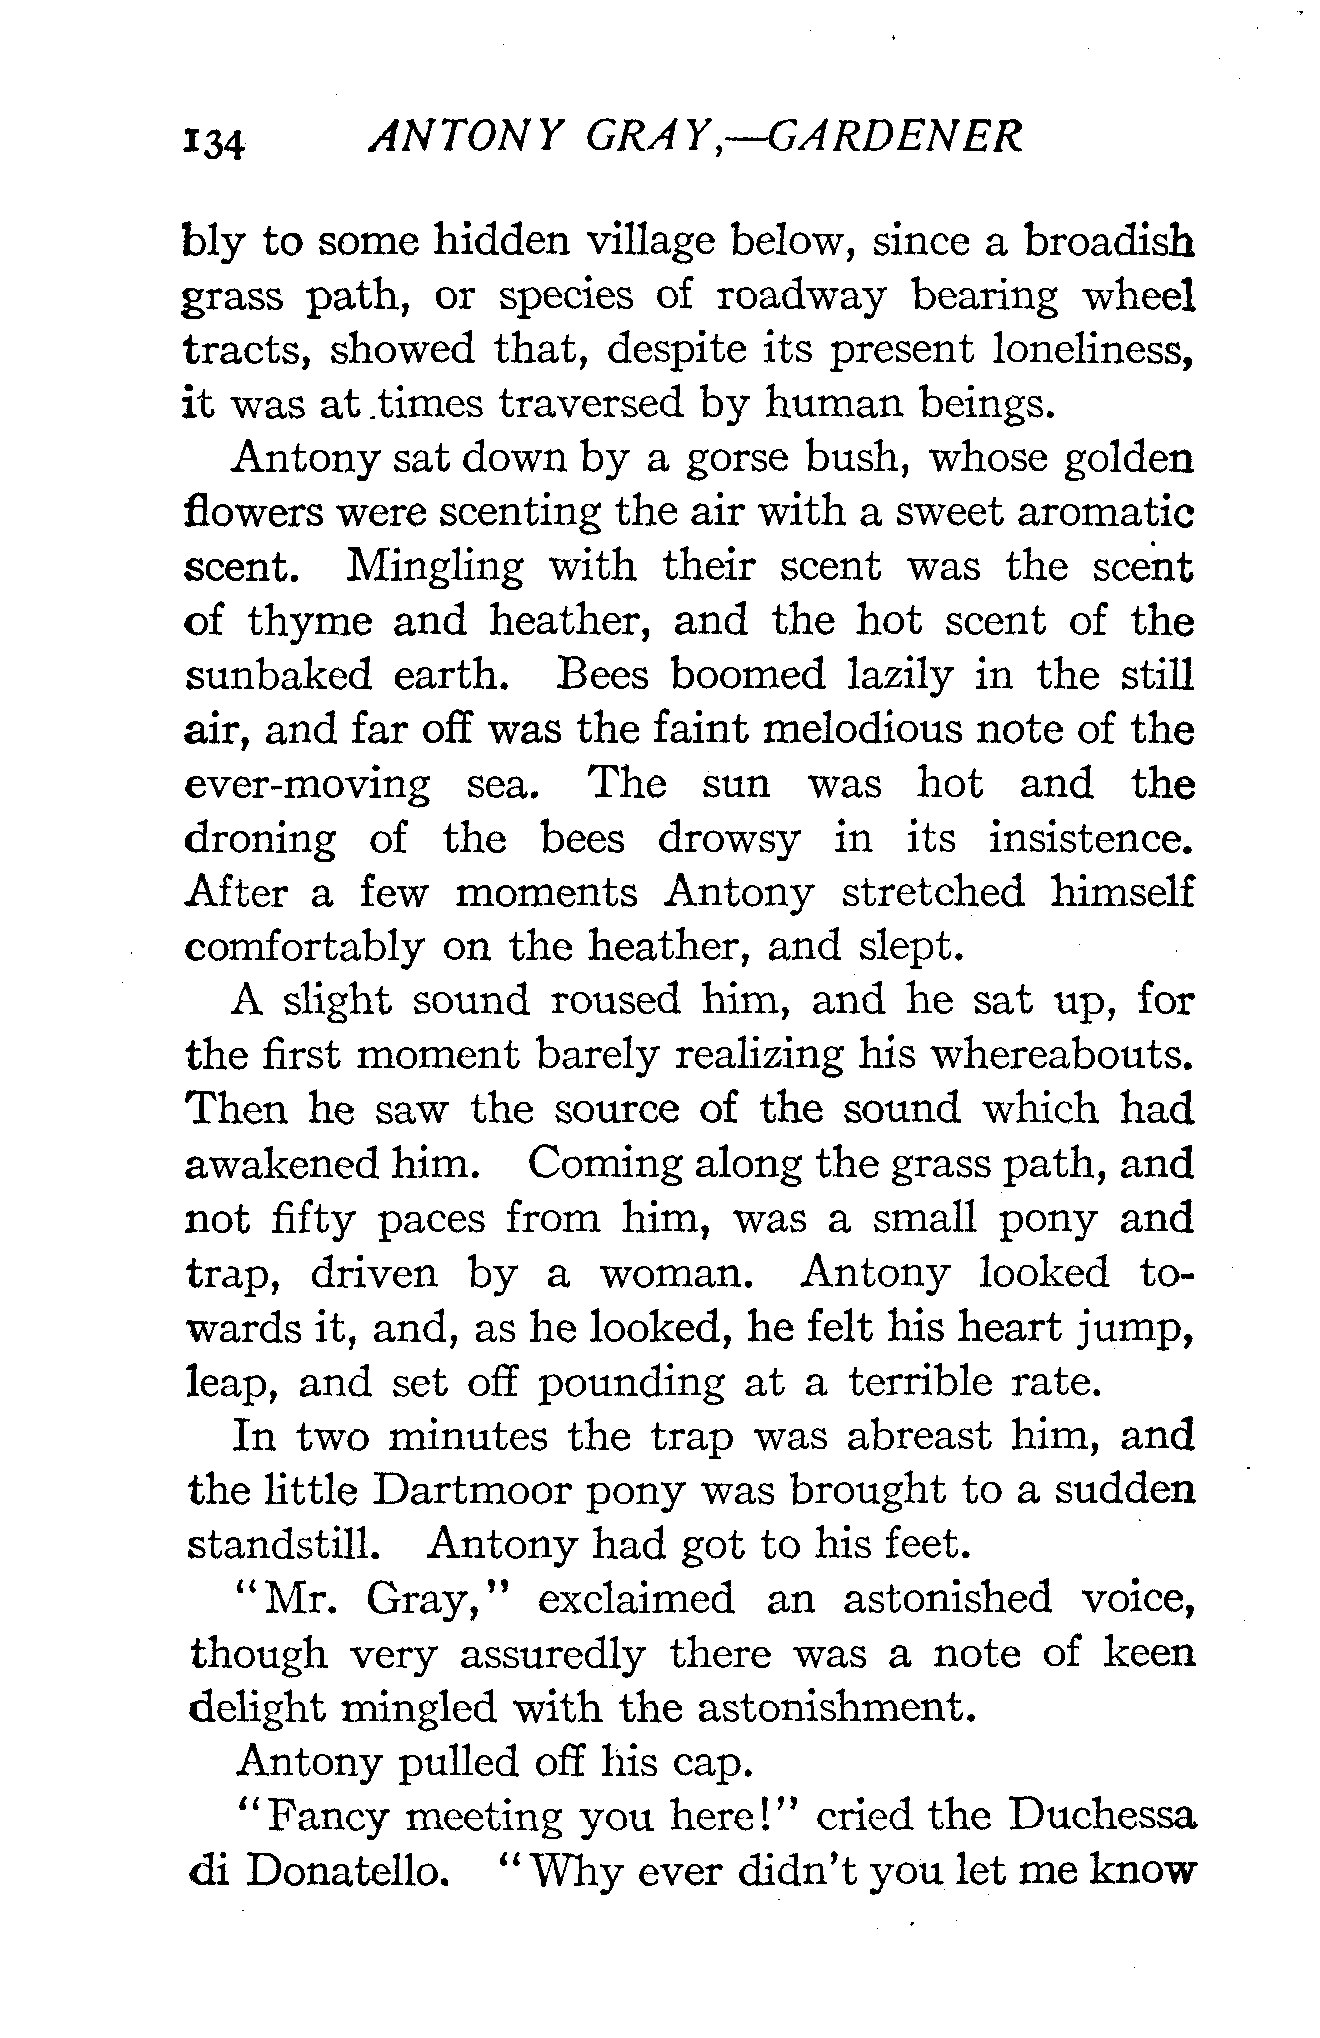 134 ANTONY GRAY,—GARDENER
bly to some hidden village below, since a broadish
grass path, or species of roadway bearing wheel
tracts, showed that, despite its present loneliness,
it was at times traversed by human beings.
Antony sat down by a gorse bush, whose golden
flowers were scenting the air with a sweet aromatic
scent. Mingling with their scent was the scent
of thyme and heather, and the hot scent of the
sunbaked earth. Bees boomed lazily in the still
air, and far off was the faint melodious note of the
ever-moving sea. The sun was hot and the
droning of the bees drowsy in its insistence.
After a few moments Antony stretched himself
comfortably on the heather, and slept.
A slight sound roused him, and he sat up, for
the first moment barely realizing his whereabouts.
Then he saw the source of the sound which had
awakened him. Coming along the grass path, and
not fifty paces from him, was a small pony and
trap, driven by a woman. Antony looked to-
wards it, and, as he looked, he felt his heart jump,
leap, and set off pounding at a terrible rate.
In two minutes the trap was abreast him, and
the little Dartmoor pony was brought to a sudden
standstill. Antony had got to his feet.
"Mr. Gray," exclaimed an astonished voice,
though very assuredly there was a note of keen
delight mingled with the astonishment.
Antony pulled off his cap.
"Fancy meeting you here!" cried the Duchessa
di Donatello. "Why ever didn't you let me know